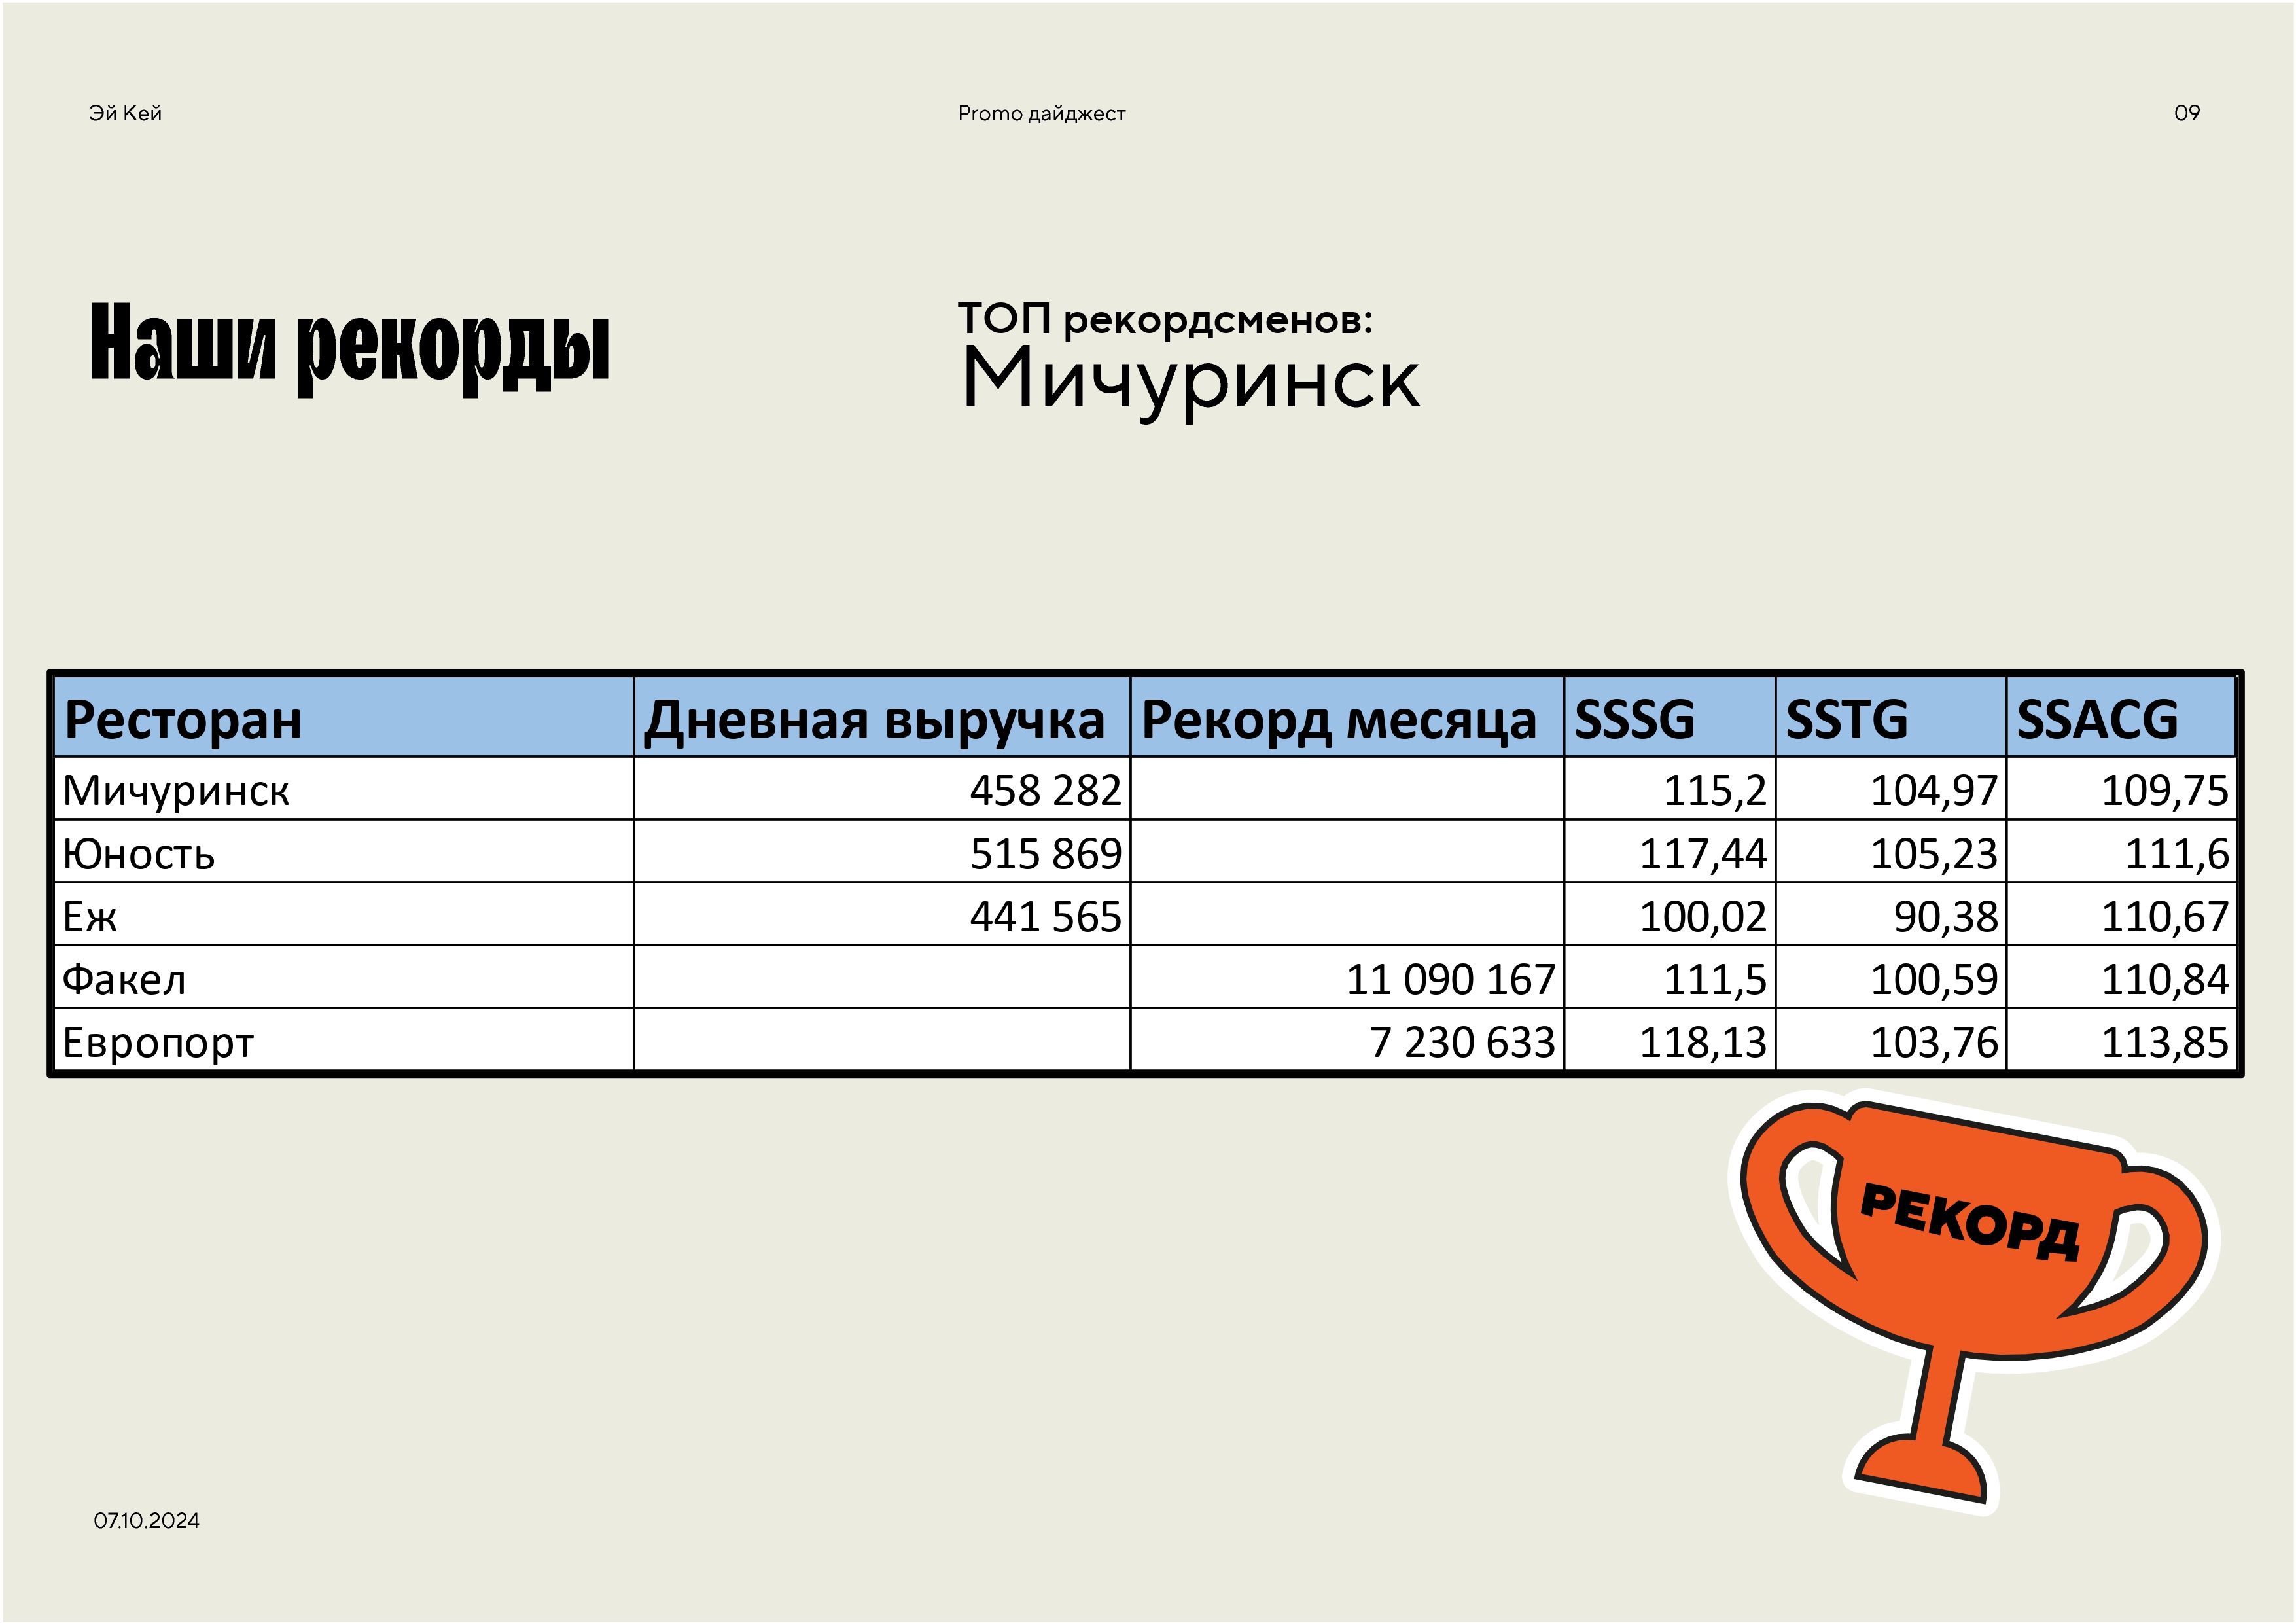 Эй Кей
Promo дайджест
09
Наши рекорды
ТОП рекордсменов:
Мичуринск
Ресторан Дневная выручка Рекорд месяца SSSG SSTG SSACG
Мичуринск 458 282 115,2 104,97 109,75
Юность 515 869 117,44 105,23 111,6
Еж 441 565 100,02 90,38 110,67
Факел 11 090 167 111,5 100,59 110,84
Европорт 7 230 633 118,13 103,76 113,85
РЕКОРД
07.10.2024